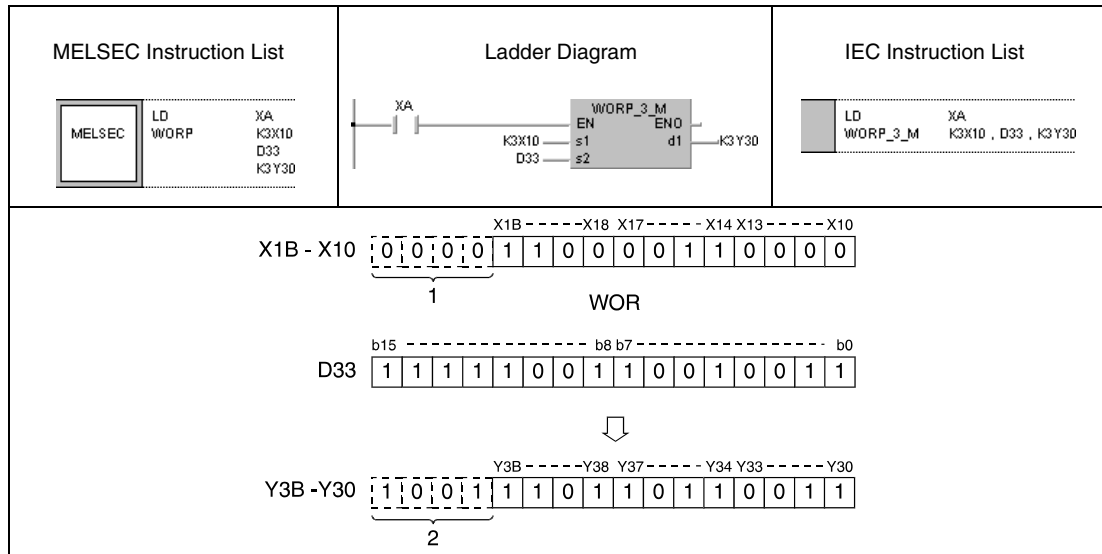 MELSEC Instruction List
Ladder Diagram
IEC Instruction List
MELSEC
LD XA
WORP K3X10
D33
K3Y30
XA
WORP_3_M
EN ENO
K3X10 s1 d1 K3Y30
D33 s2
LD XA
WORP_3_M K3X10 , D33 , K3Y30
X1B - - - - - - X18 X17 - - - - - - X14 X13 - - - - - - X10
X1B - X10 0 0 0 0 1 1 0 0 0 0 1 1 0 0 0 0
1
WOR
b15 - - - - - - - - - - - - b8 b7 - - - - - - - - - - - - b0
D33 1 1 1 1 1 0 0 1 1 0 0 1 0 0 1 1
Y3B - - - - - Y38 Y37 - - - - - - Y34 Y33 - - - - - Y30
Y3B -Y30 1 0 0 1 1 1 0 1 1 0 1 1 0 0 1 1
2